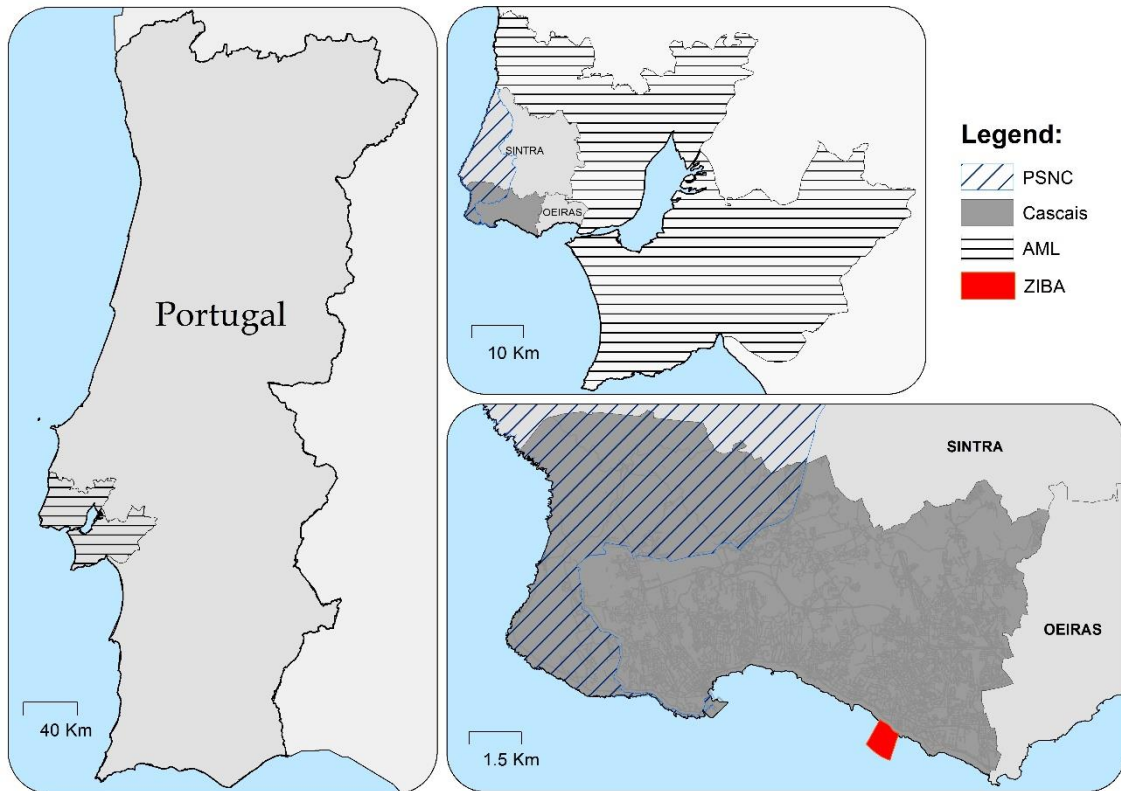 Portugal
40 Km
SINTRA
OEIRAS
10 Km
Legend:
PSNC
Cascais
AML
ZIBA
SINTRA
OEIRAS
1.5 Km